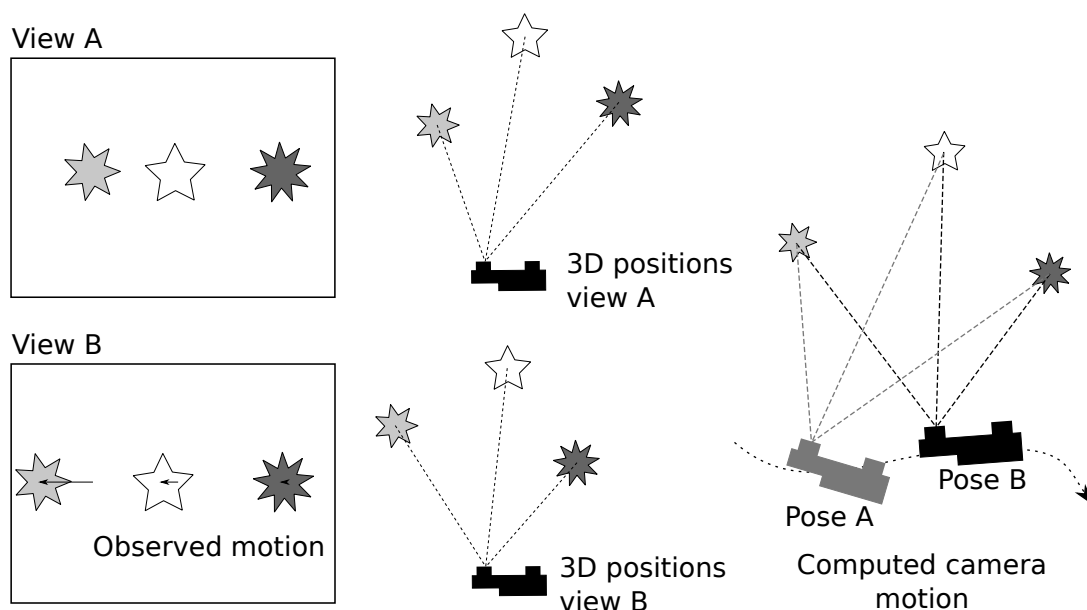 View A
3D positions
view A
View B
Observed motion
3D positions
view B
Pose A
Pose B
Computed camera
motion